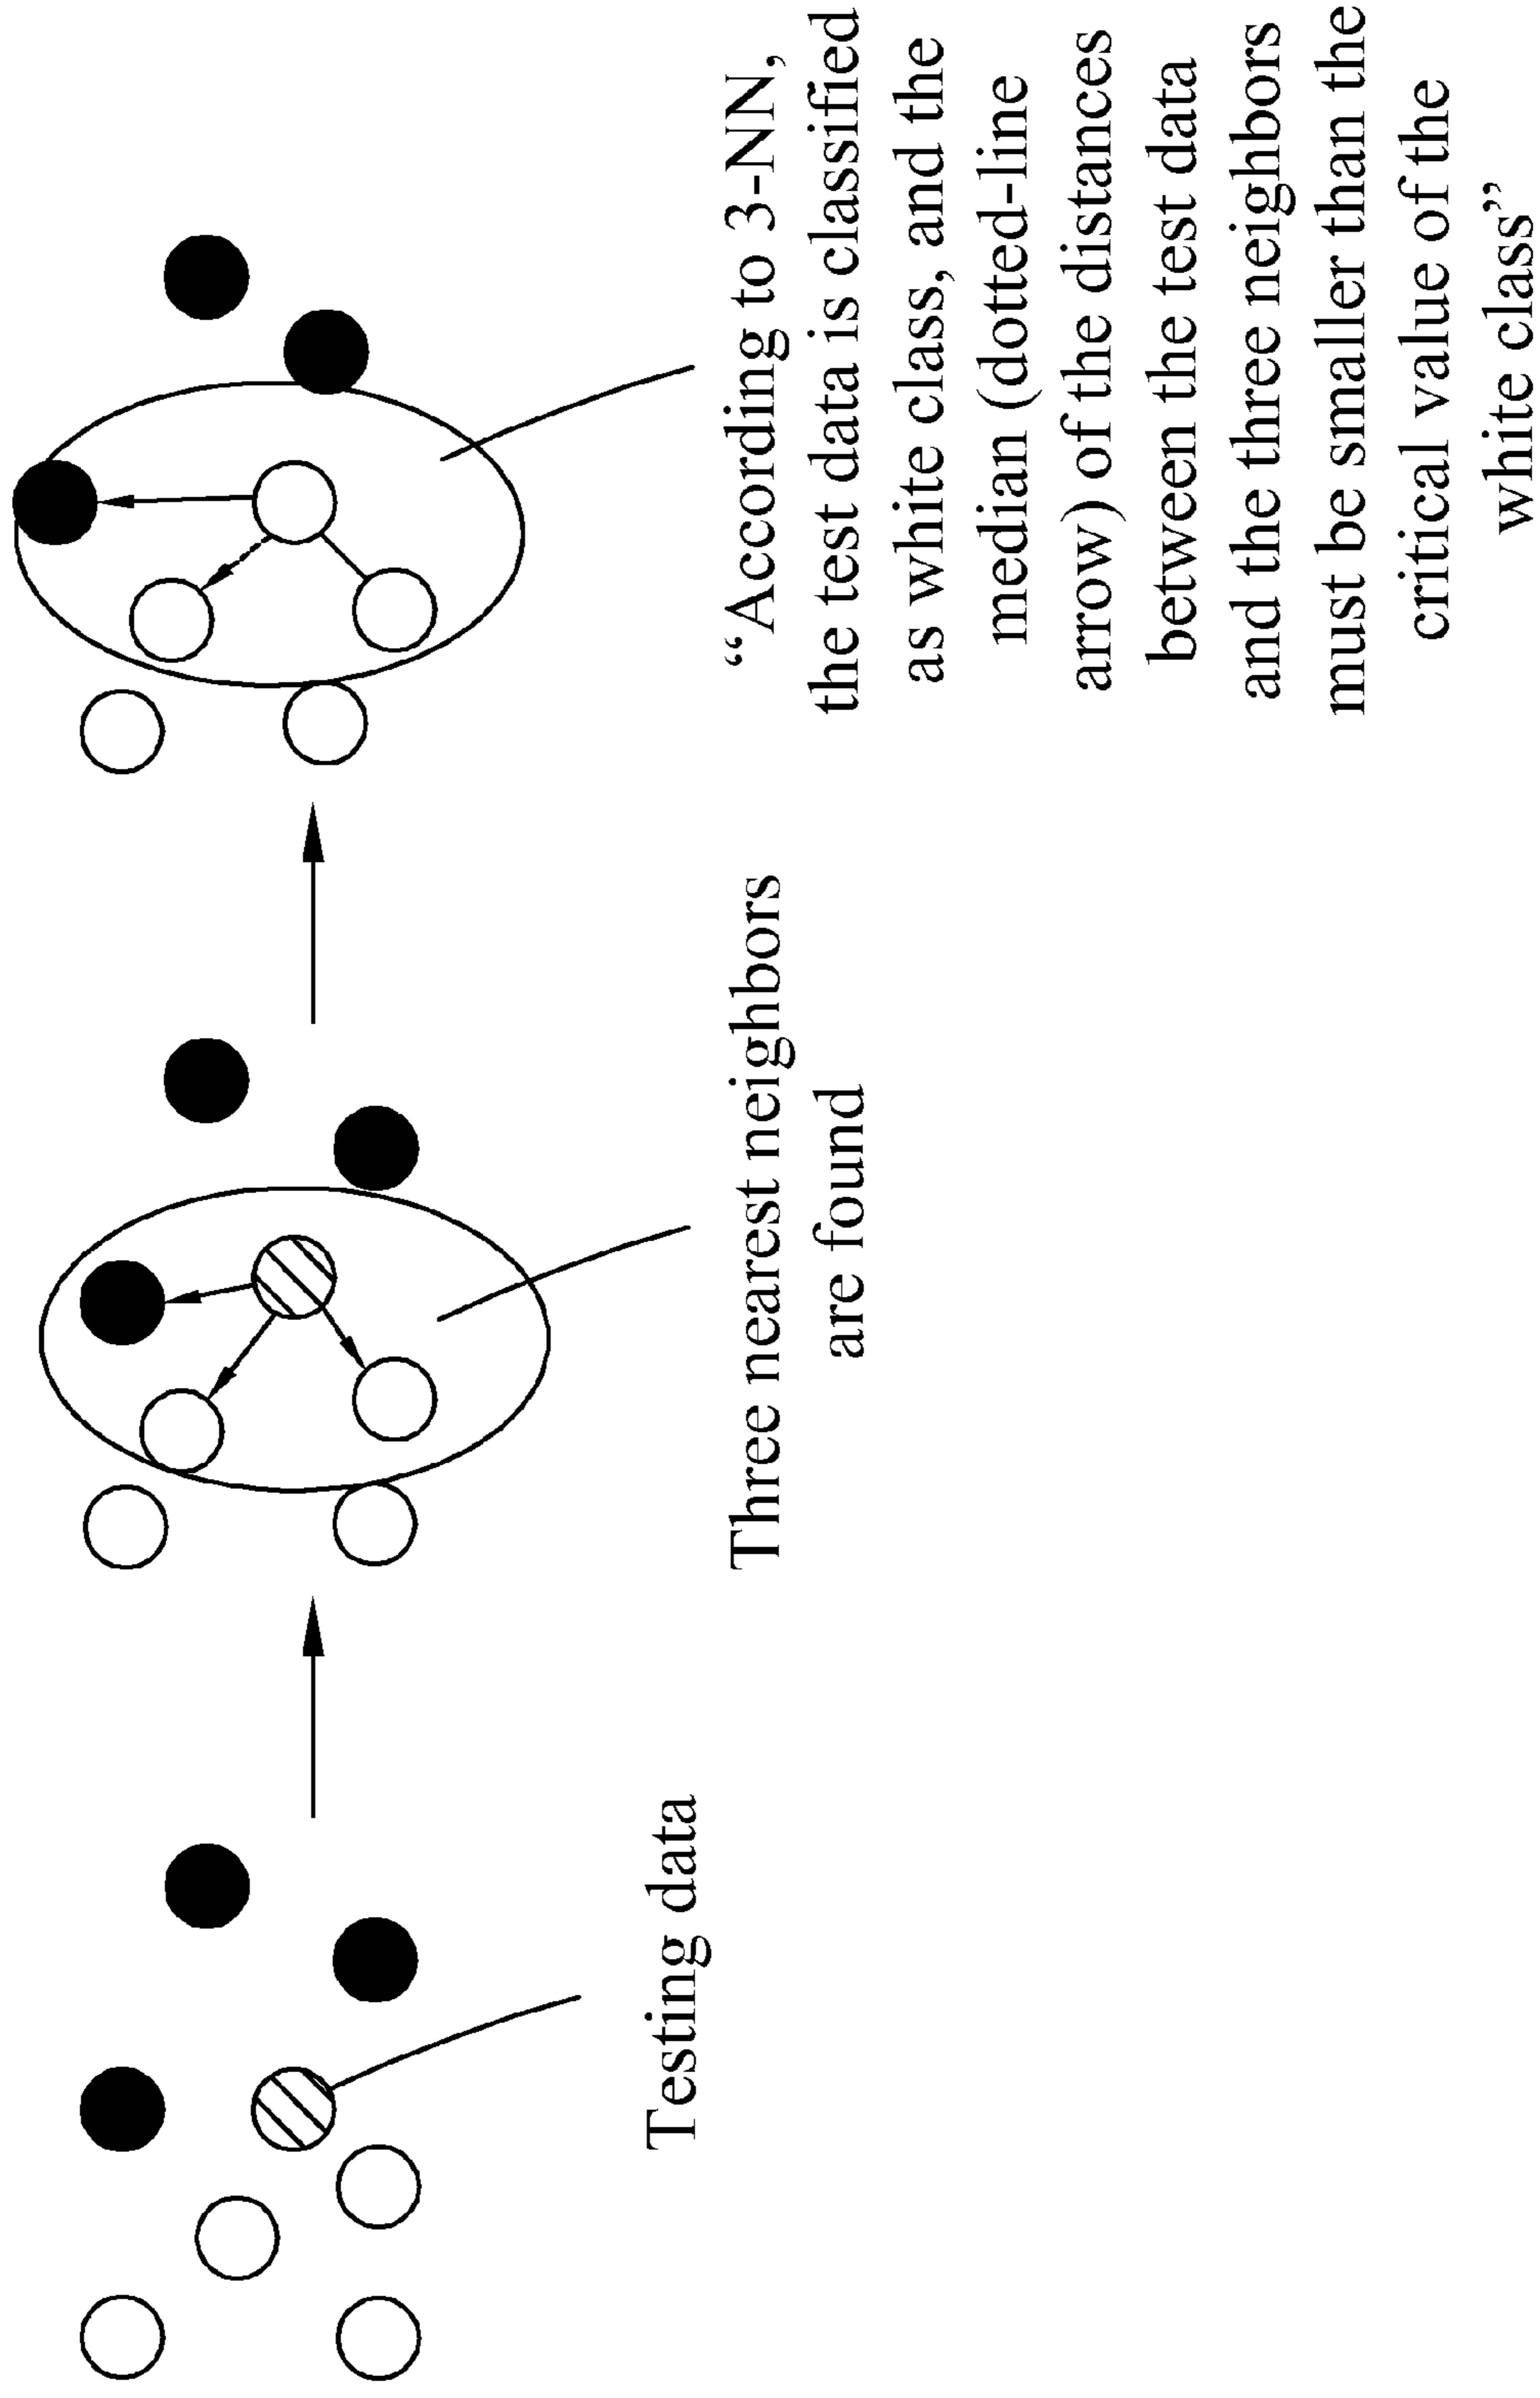 Testing data
Three nearest neighbors
are found
“According to 3-NN,
the test data is classified
as white class, and the
median (dotted-line
arrow) of the distances
between the test data
and the three neighbors
must be smaller than the
critical value of the
white class”